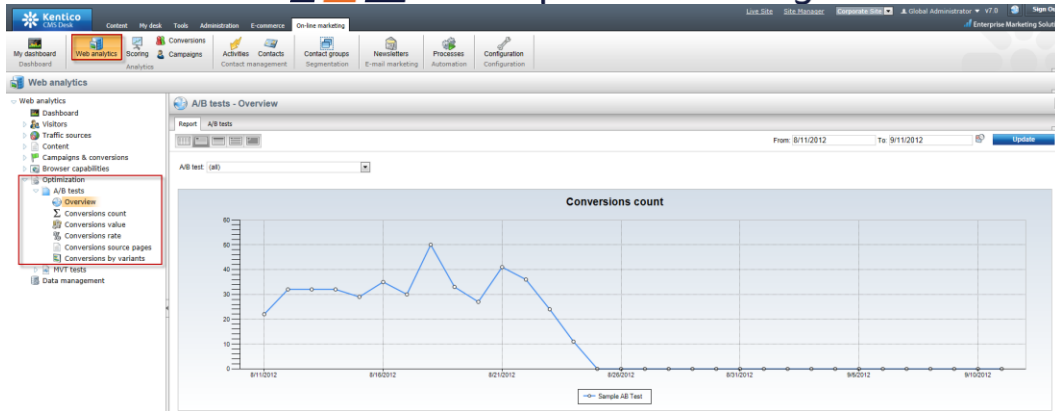 Kentico
CMS Desk
Content My desk Tools Administration E-commerce On-line marketing
Live Site Site Manager Corporate Site Global Administrator v7.0 Sign Ou
Enterprise Marketing Soluti
My dashboard Web analytics Scoring Conversions Campaigns Activities Contacts Contact groups Newsletters Processes Configuration
Dashboard Analytics Contact management Segmentation E-mail marketing Automation Configuration
Web analytics
Web analytics
Dashboard
Visitors
Traffic sources
Content
Campaigns & conversions
Browser capabilities
Optimization
A/B tests
Overview
Conversions count
Conversions value
Conversions rate
Conversions source pages
Conversions by variants
MVT tests
Data management
A/B tests - Overview
Report A/B tests
From: 8/11/2012 To: 9/11/2012 Update
A/B test: (all)
Conversions count
60
50
40
30
20
10
0
8/11/2012 8/16/2012 8/21/2012 8/26/2012 8/31/2012 9/5/2012 9/10/2012
Sample AB Test